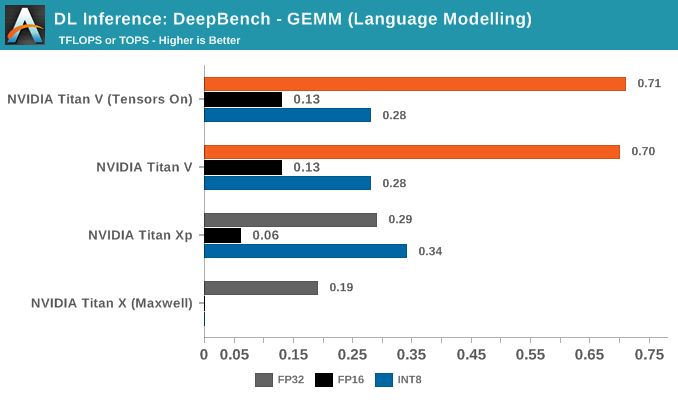 DL Inference: DeepBench - GEMM (Language Modelling)
TFLOPS or TOPS - Higher is Better
NVIDIA Titan V (Tensors On)
0.71
0.13
0.28
NVIDIA Titan V
0.70
0.13
0.28
NVIDIA Titan Xp
0.29
0.06
0.34
NVIDIA Titan X (Maxwell)
0.19
0 0.05 0.15 0.25 0.35 0.45 0.55 0.65 0.75
FP32 FP16 INT8